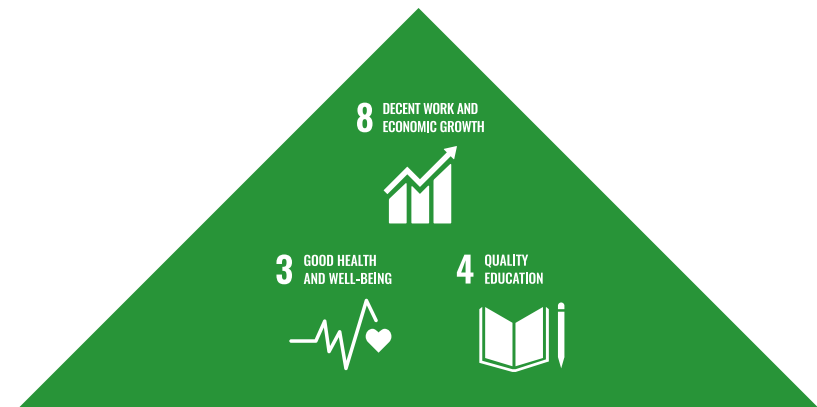 8 DECENT WORK AND
ECONOMIC GROWTH
3 GOOD HEALTH
AND WELL-BEING
4 QUALITY
EDUCATION